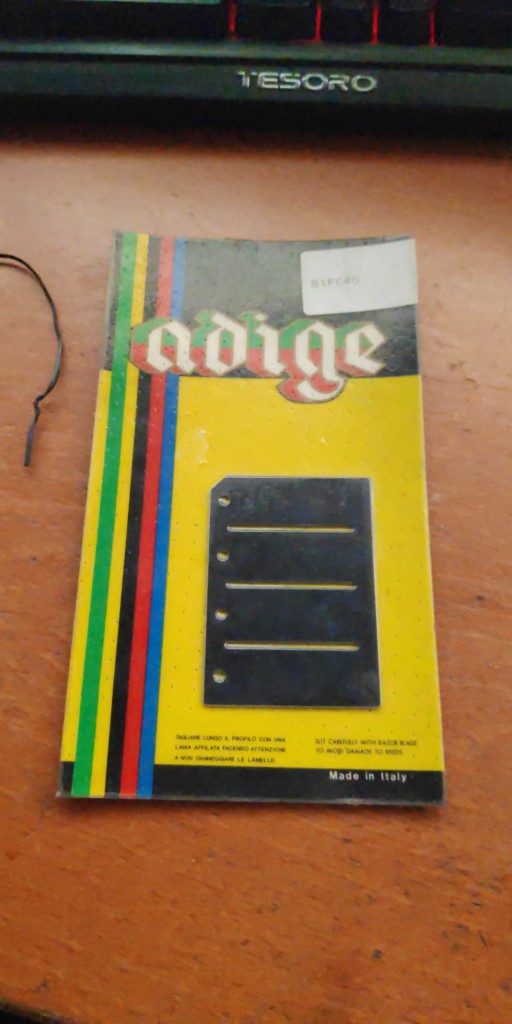 TESORO
adige
TAGLIARE LUNGO IL PROFILO CON UNA
LAMA AFFILATA FACENDO ATTENZIONE
A NON DANNEGGIARE LE LAMELLE.
SLIT CAREFULLY WITH RAZOR BLADE
TO AVOID DAMAGE TO REEDS.
Made in Italy